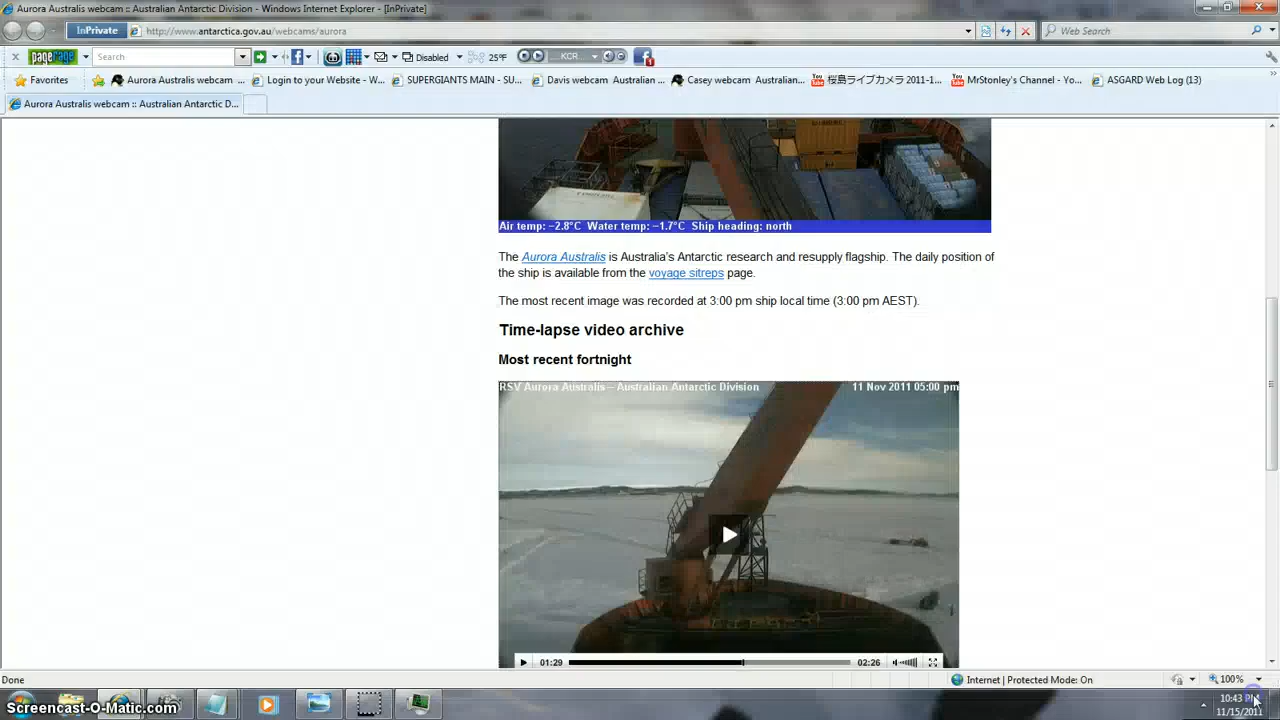 Aurora Australis webcam :: Australian Antarctic Division - Windows Internet Explorer - [InPrivate]
InPrivate http://www.antarctica.gov.au/webcams/aurora Web Search
Search Disabled 25°F KCR 1
Favorites Aurora Australis webcam ... Login to your Website - W... SUPERGIANTS MAIN - SU... Davis webcam Australian ... Casey webcam Australian... 桜島ライブカメラ 2011-1... MrStonley's Channel - Yo... ASGARD Web Log (13)
Aurora Australis webcam :: Australian Antarctic D...
Air temp: −2.8°C Water temp: −1.7°C Ship heading: north
The Aurora Australis is Australia's Antarctic research and resupply flagship. The daily position of
the ship is available from the voyage sitreps page.
The most recent image was recorded at 3:00 pm ship local time (3:00 pm AEST).
Time-lapse video archive
Most recent fortnight
RSV Aurora Australis – Australian Antarctic Division 11 Nov 2011 05:00 pm
01:29 02:26
Done Internet | Protected Mode: On 100%
Screencast-O-Matic.com 10:43 PM
11/15/2011